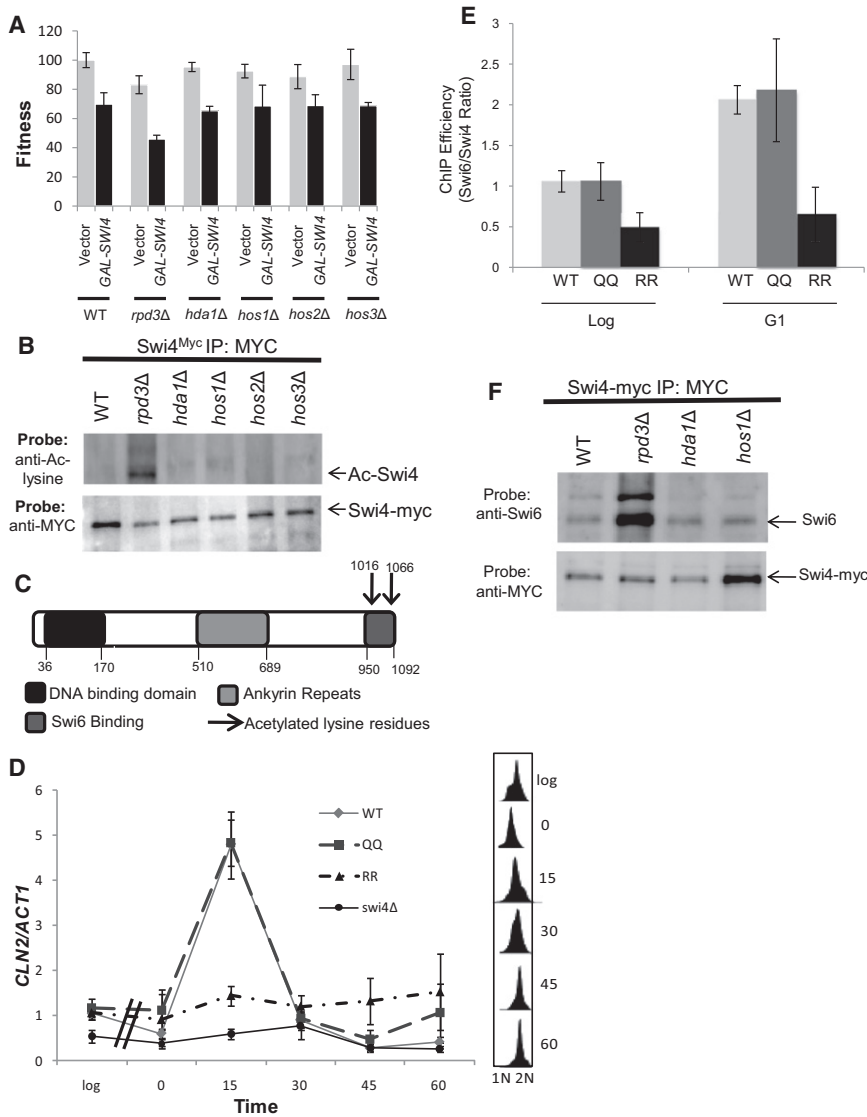 A
Fitness
120
100
80
60
40
20
0
Vector
GAL-SWI4
Vector
GAL-SWI4
Vector
GAL-SWI4
Vector
GAL-SWI4
Vector
GAL-SWI4
Vector
GAL-SWI4
WT
rpd3Δ
hda1Δ
hos1Δ
hos2Δ
hos3Δ
B
Swi4Myc IP: MYC
WT
rpd3Δ
hda1Δ
hos1Δ
hos2Δ
hos3Δ
Probe:
anti-Ac-
lysine
Ac-Swi4
Probe:
anti-MYC
Swi4-myc
C
1016
1066
36
170
510
689
950
1092
DNA binding domain
Ankyrin Repeats
Swi6 Binding
Acetylated lysine residues
D
CLN2/ACT1
6
5
4
3
2
1
0
WT
QQ
RR
swi4Δ
log
0
15
30
45
60
Time
log
0
15
30
45
60
1N 2N
E
ChIP Efficiency
(Swi6/Swi4 Ratio)
3
2.5
2
1.5
1
0.5
0
WT
QQ
RR
WT
QQ
RR
Log
G1
F
Swi4-myc IP: MYC
WT
rpd3Δ
hda1Δ
hos1Δ
Probe:
anti-Swi6
Swi6
Probe:
anti-MYC
Swi4-myc